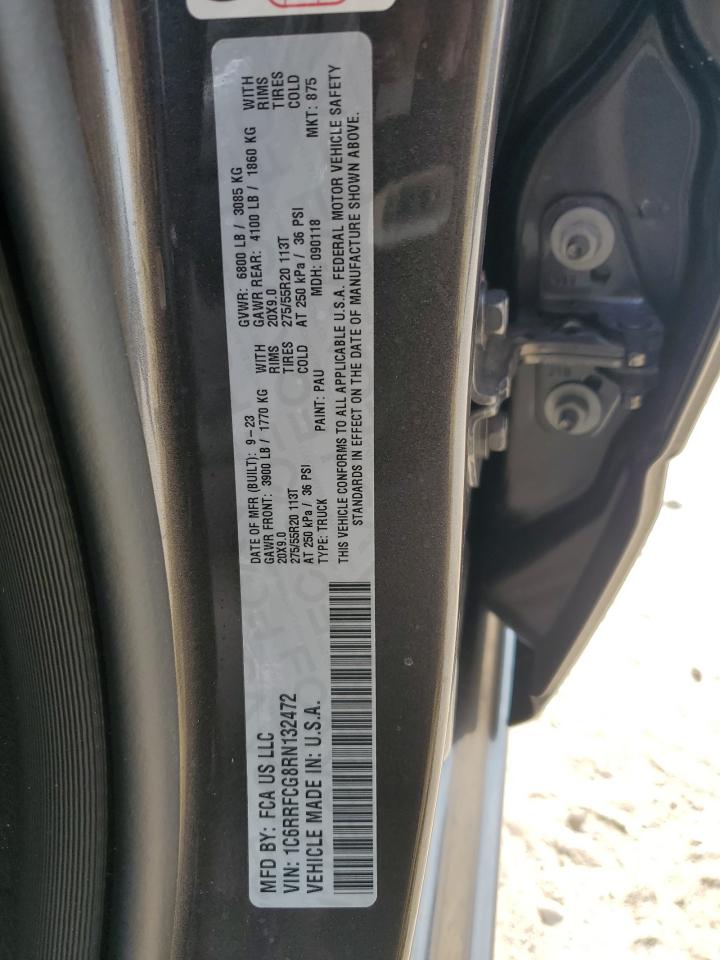 MFD BY: FCA US LLC
VIN: 1C6RRFCG8RN132472
VEHICLE MADE IN: U.S.A.
DATE OF MFR (BUILT): 9-23 GVWR: 6800 LB / 3085 KG
GAWR FRONT: 3900 LB / 1770 KG WITH GAWR REAR: 4100 LB / 1860 KG WITH
20X9.0 RIMS 20X9.0 RIMS
275/55R20 113T TIRES 275/55R20 113T TIRES
AT 250 kPa / 36 PSI COLD AT 250 kPa / 36 PSI COLD
TYPE: TRUCK PAINT: PAU MDH: 090118 MKT: 875
THIS VEHICLE CONFORMS TO ALL APPLICABLE U.S.A. FEDERAL MOTOR VEHICLE SAFETY
STANDARDS IN EFFECT ON THE DATE OF MANUFACTURE SHOWN ABOVE.